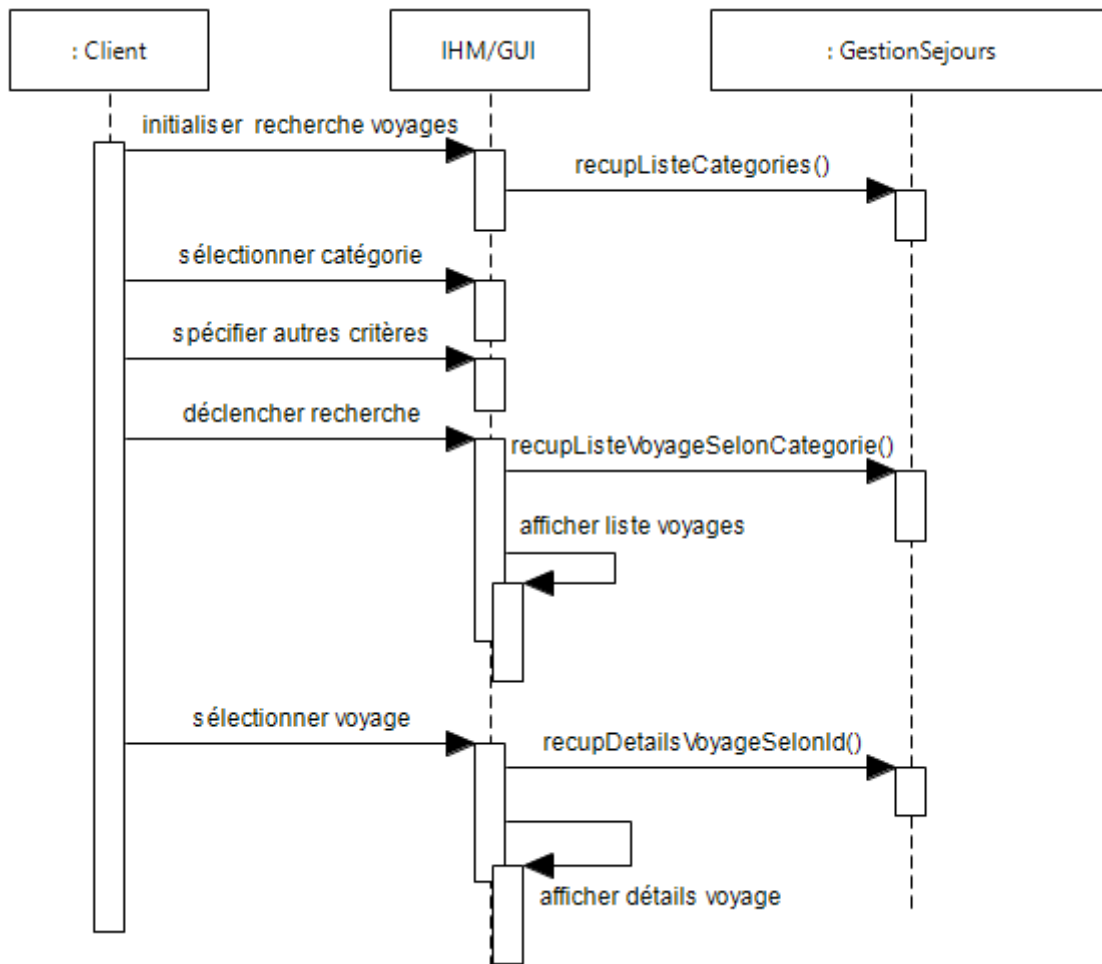 : Client
IHM/GUI
: GestionSejours
initialiser recherche voyages
recupListeCategories()
sélectionner catégorie
spécifier autres critères
déclencher recherche
recupListeVoyageSelonCategorie()
afficher liste voyages
sélectionner voyage
recupDetailsVoyageSelonId()
afficher détails voyage